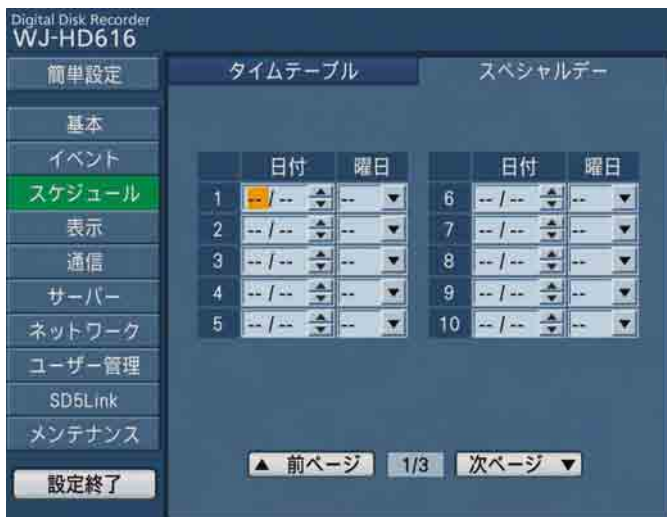 Digital Disk Recorder
WJ-HD616
簡単設定
基本
イベント
スケジュール
表示
通信
サーバー
ネットワーク
ユーザー管理
SD5Link
メンテナンス
設定終了
タイムテーブル スペシャルデー
日付 曜日 日付 曜日
1 -- / -- -- 6 -- / -- --
2 -- / -- -- 7 -- / -- --
3 -- / -- -- 8 -- / -- --
4 -- / -- -- 9 -- / -- --
5 -- / -- -- 10 -- / -- --
▲ 前ページ 1/3 次ページ ▼